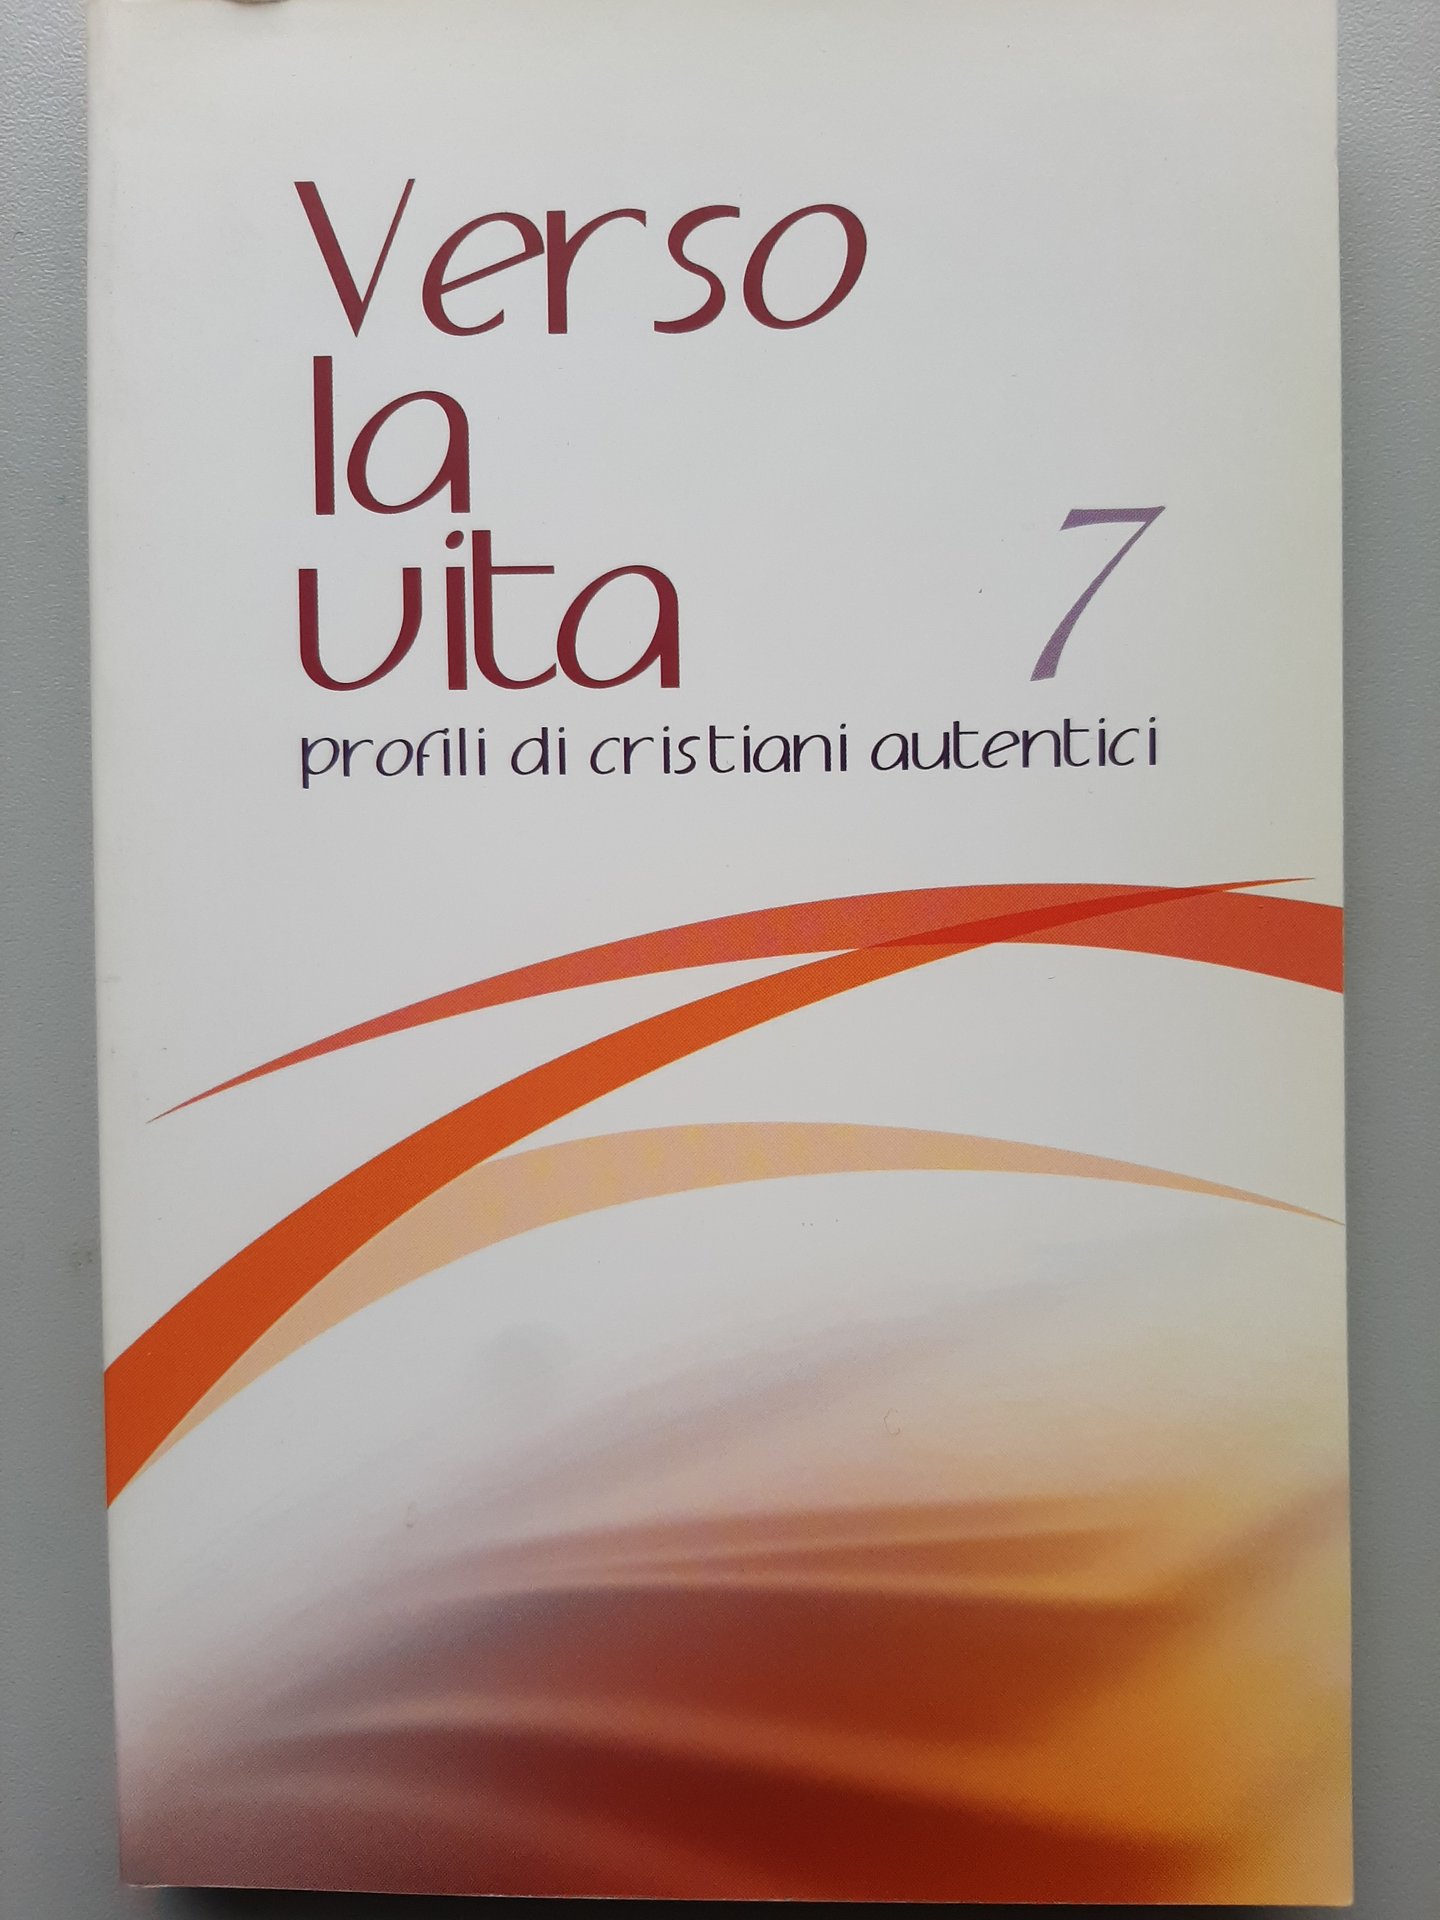 Verso
la
vita 7
profili di cristiani autentici